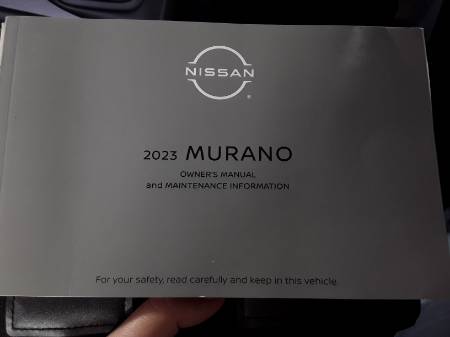 NISSAN
®
2023 MURANO
OWNER'S MANUAL
and MAINTENANCE INFORMATION
For your safety, read carefully and keep in this vehicle.